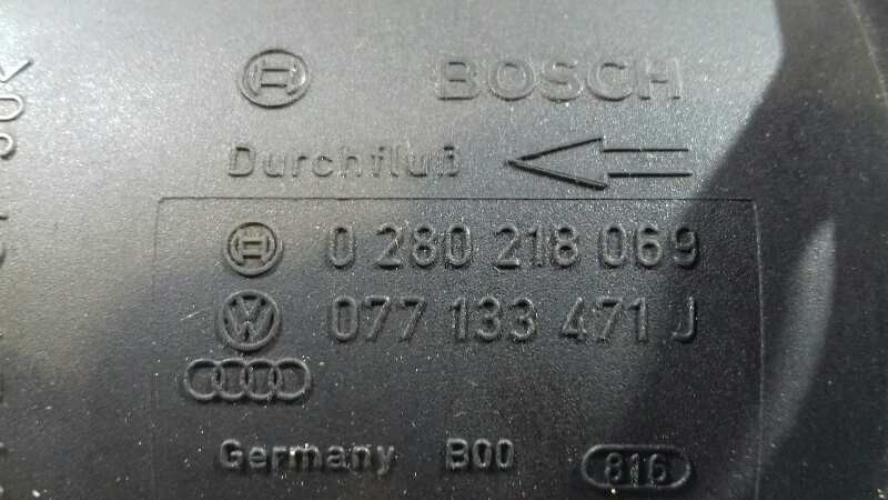 BOSCH
Durchfluß
0 280 218 069
077 133 471 J
Germany B00
816